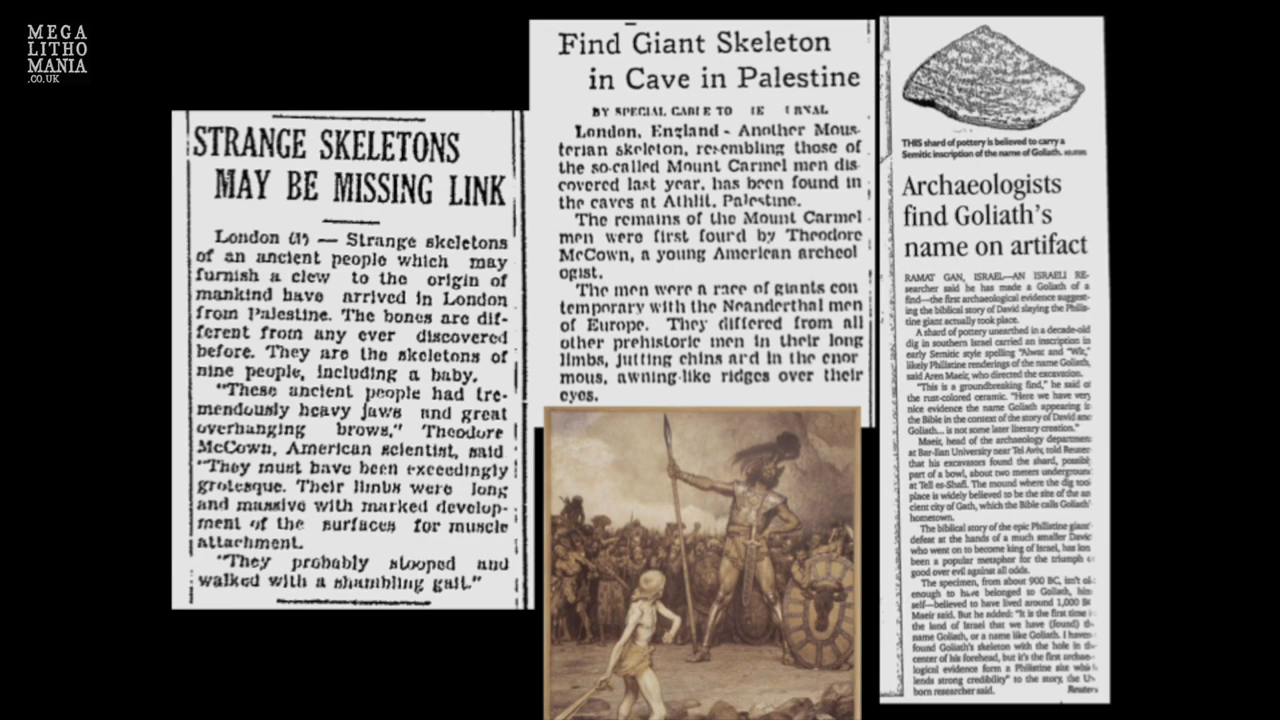 MEGA
LITHO
MANIA
.CO.UK
STRANGE SKELETONS
MAY BE MISSING LINK
London (AP) — Strange skeletons
of an ancient people which may
furnish a clew to the origin of
mankind have arrived in London
from Palestine. The bones are dif-
ferent from any ever discovered
before. They are the skeletons of
nine people, including a baby.
"These ancient people had tre-
mendously heavy jaws and great
overhanging brows," Theodore
McCown, American scientist, said.
"They must have been exceedingly
grotesque. Their limbs were long
and massive with marked develop-
ment of the surfaces for muscle
attachment.
"They probably stooped and
walked with a shambling gait."
Find Giant Skeleton
in Cave in Palestine
BY SPECIAL CABLE TO
London, England - Another Mous-
terian skeleton, resembling those of
the so-called Mount Carmel men dis-
covered last year, has been found in
the caves at Athlit, Palestine.
The remains of the Mount Carmel
men were first found by Theodore
McCown, a young American archeol
ogist.
The men were a race of giants con
temporary with the Neanderthal men
of Europe. They differed from all
other prehistoric men in their long
limbs, jutting chins and in the enor
mous, awning-like ridges over their
eyes.
THIS shard of pottery is believed to carry a
Semitic inscription of the name of Goliath.
Archaeologists
find Goliath's
name on artifact
RAMAT GAN, ISRAEL—AN ISRAELI RE-
searcher said he has made a Goliath of a
find—the first archaeological evidence suggest-
ing the biblical story of David slaying the Philis-
tine giant actually took place.
A shard of pottery unearthed in a decade-old
dig in southern Israel carried an inscription in
early Semitic style spelling "Alwat and "Wit,"
likely Philistine renderings of the name Goliath,
said Aren Maeir, who directed the excavation.
"This is a groundbreaking find," he said of
the rust-colored ceramic. "Here we have very
nice evidence the name Goliath appearing in
the Bible in the context of the story of David and
Goliath... is not some later literary creation."
Maeir, head of the archaeology department
at Bar-Ilan University near Tel Aviv, told Reuters
that his excavators found the shard, possibly
part of a bowl, about two meters underground
at Tell es-Shafi. The mound where the dig took
place is widely believed to be the site of the an
cient city of Gath, which the Bible calls Goliath'
hometown.
The biblical story of the epic Philistine giant'
defeat at the hands of a much smaller David
who went on to become king of Israel, has lon
been a popular metaphor for the triumph o
good over evil against all odds.
The specimen, from about 900 BC, isn't ol
enough to have belonged to Goliath, him
self—believed to have lived around 1,000 B
Maeir said. But he added: "It is the first time i
the land of Israel that we have (found) th
name Goliath, or a name like Goliath. I haven
found Goliath's skeleton with the hole in th
center of his forehead, but it's the first archae
logical evidence form a Philistine site whic
lends strong credibility" to the story, the U
born researcher said. Reuters